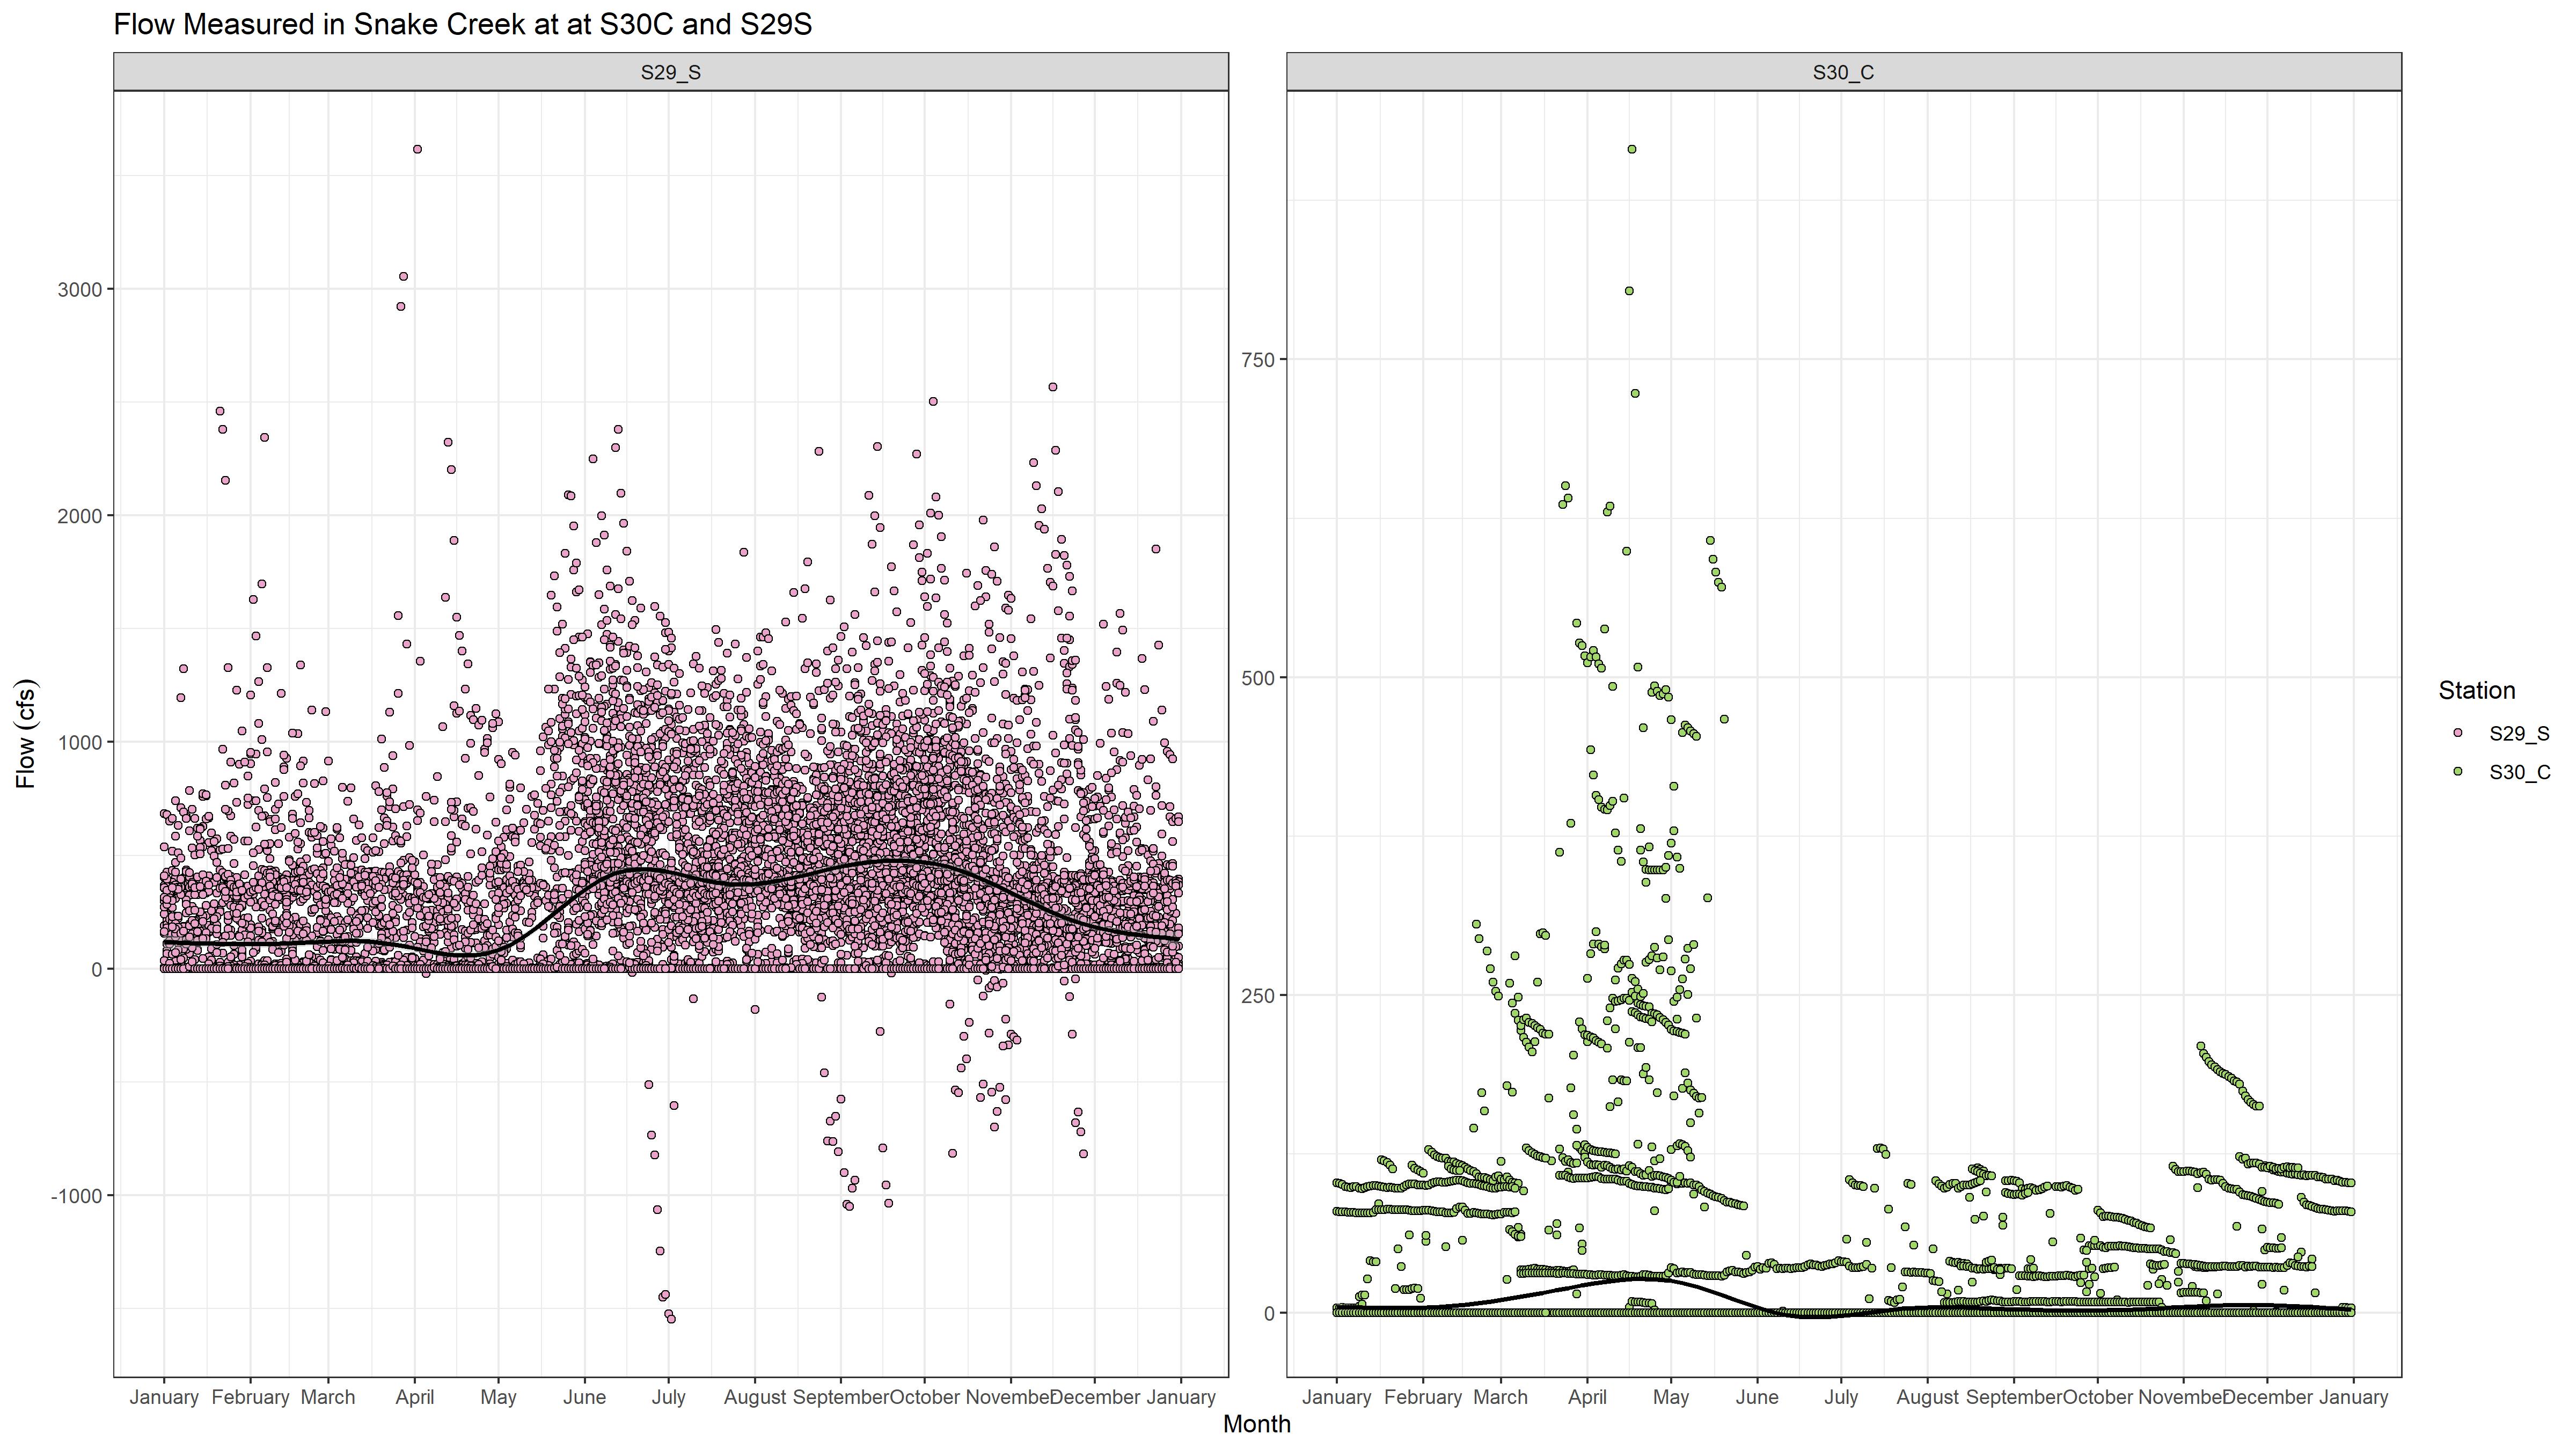 Flow Measured in Snake Creek at at S30C and S29S
S29_S
S30_C
Flow (cfs)
3000
2000
1000
0
-1000
750
500
250
0
January February March April May June July August September October November December January
January February March April May June July August September October November December January
Month
Station
S29_S
S30_C